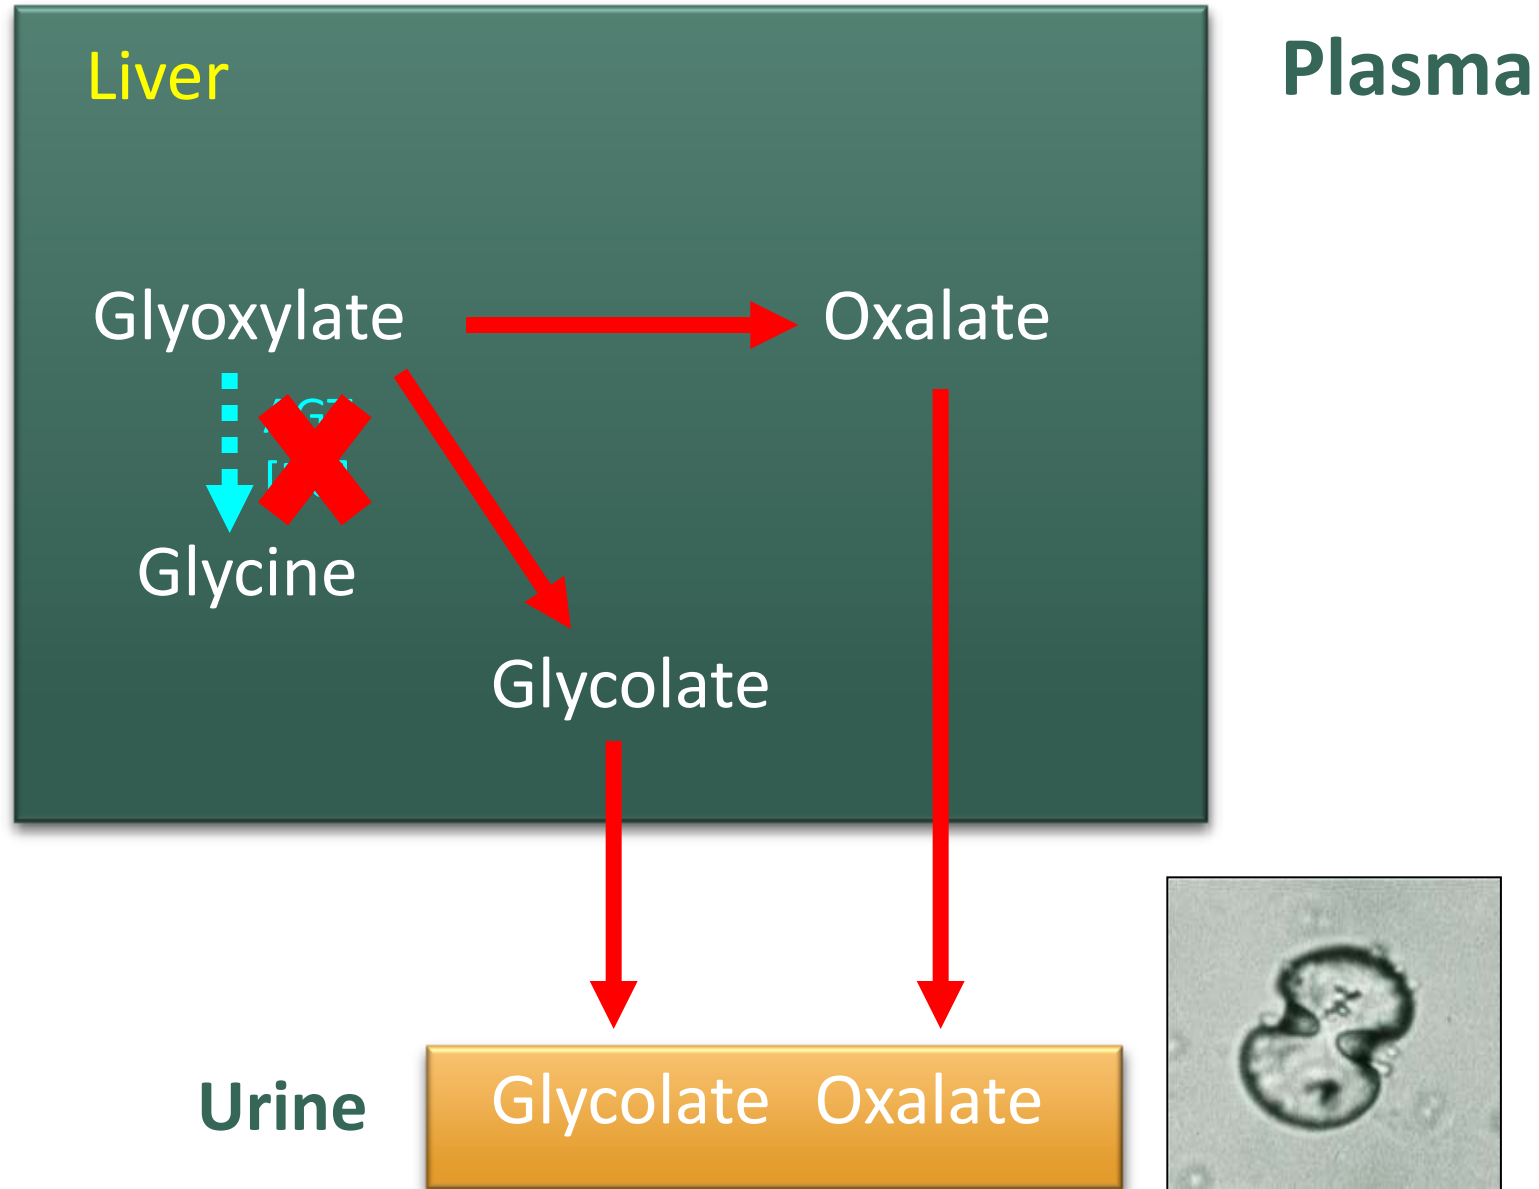 Liver
Plasma
Glyoxylate
Oxalate
Glycine
Glycolate
Urine
Glycolate Oxalate